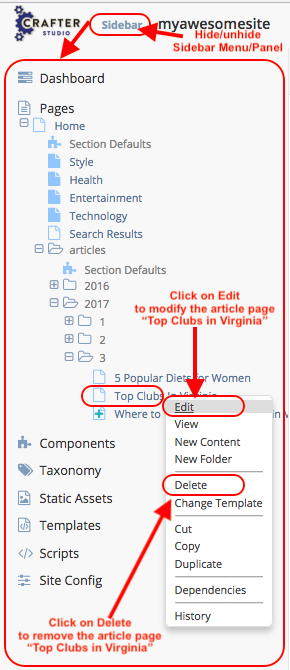 CRAFTER
STUDIO
Sidebar
myawesomesite
Hide/unhide
Sidebar Menu/Panel
Dashboard
Pages
Home
Section Defaults
Style
Health
Entertainment
Technology
Search Results
articles
Section Defaults
2016
2017
1
2
3
Click on Edit
to modify the article page
“Top Clubs in Virginia”
5 Popular Diets for Women
Top Clubs in Virginia
Where to
in v
Edit
View
New Content
New Folder
Delete
Change Template
Cut
Copy
Duplicate
Dependencies
History
Components
Taxonomy
Static Assets
Templates
Scripts
Site Config
Click on Delete
to remove the article page
“Top Clubs in Virginia”